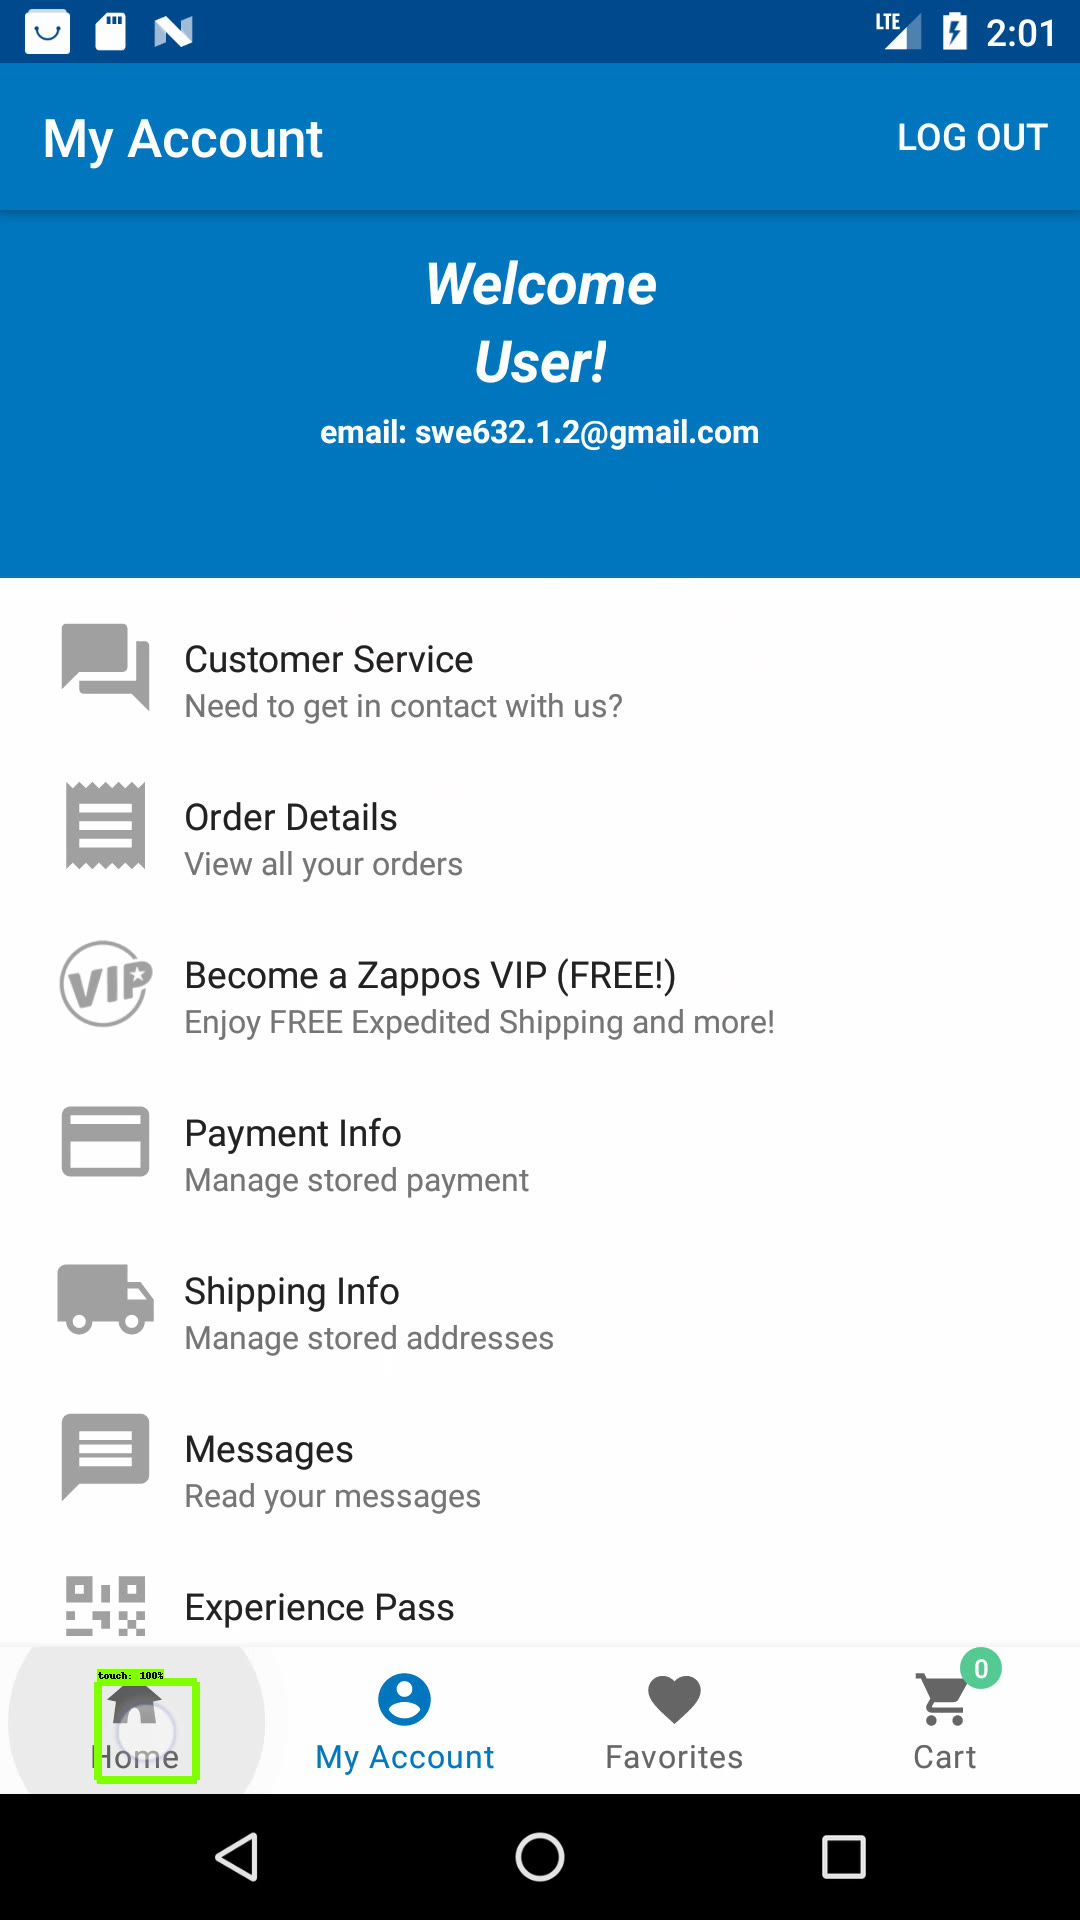 LTE 2:01
My Account LOG OUT
Welcome
User!
email: swe632.1.2@gmail.com
Customer Service
Need to get in contact with us?
Order Details
View all your orders
VIP
Become a Zappos VIP (FREE!)
Enjoy FREE Expedited Shipping and more!
Payment Info
Manage stored payment
Shipping Info
Manage stored addresses
Messages
Read your messages
Experience Pass
touch: 100%
0
Home My Account Favorites Cart